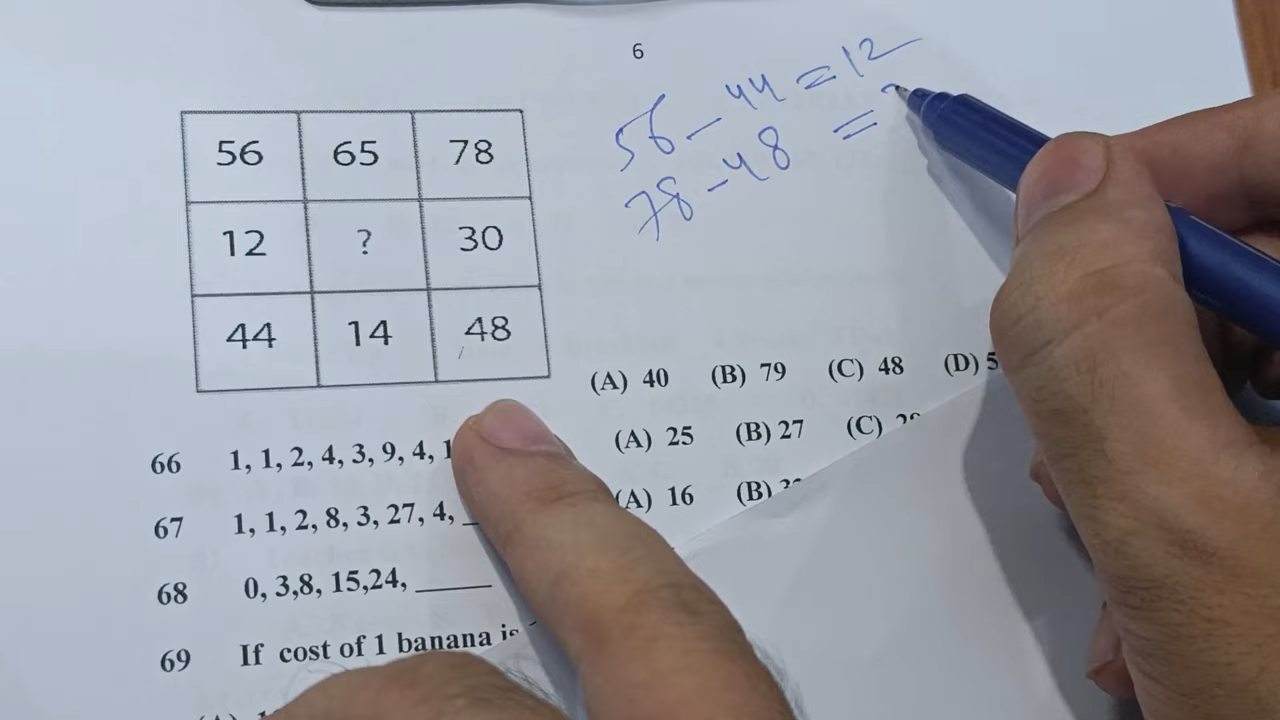 6
56 - 44 = 12
78 - 48 =
56 65 78
12 ? 30
44 14 48
(A) 40 (B) 79 (C) 48 (D) 5
66 1, 1, 2, 4, 3, 9, 4, 1
(A) 25 (B) 27 (C)
67 1, 1, 2, 8, 3, 27, 4, _
(A) 16 (B)
68 0, 3,8, 15,24, _____
69 If cost of 1 banana is